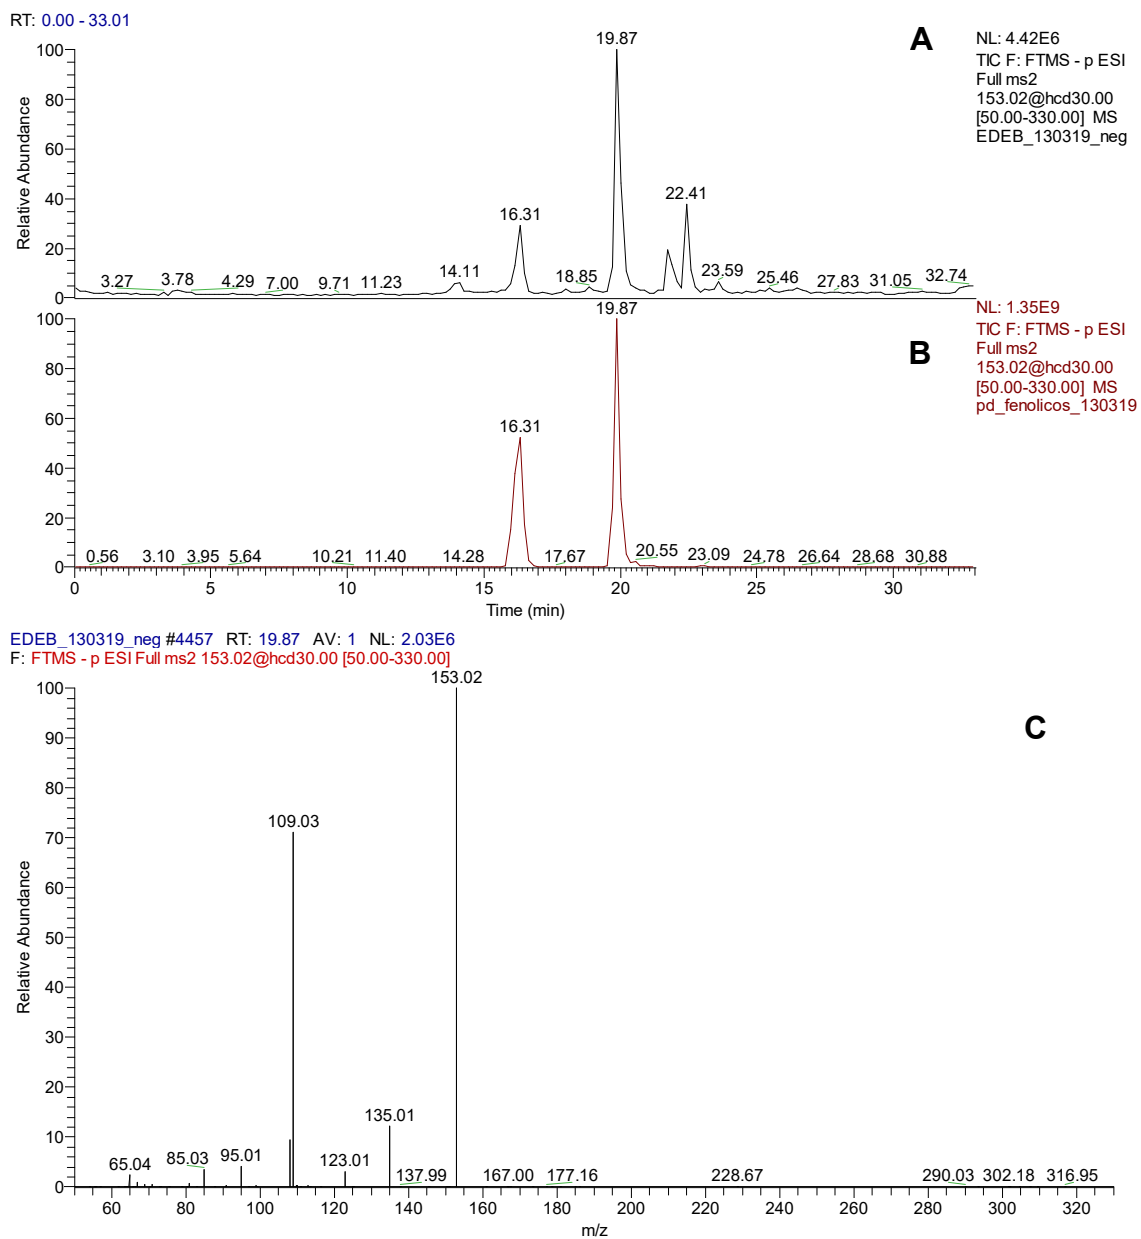 RT: 0.00 - 33.01
A
NL: 4.42E6
TIC F: FTMS - p ESI
Full ms2
153.02@hcd30.00
[50.00-330.00] MS
EDEB_130319_neg
Relative Abundance
100
80
60
40
20
0
19.87
22.41
16.31
14.11
18.85
23.59
25.46
27.83
31.05
32.74
3.27
3.78
4.29
7.00
9.71
11.23
B
NL: 1.35E9
TIC F: FTMS - p ESI
Full ms2
153.02@hcd30.00
[50.00-330.00] MS
pd_fenolicos_130319
100
80
60
40
20
0
19.87
16.31
0.56
3.10
3.95
5.64
10.21
11.40
14.28
17.67
20.55
23.09
24.78
26.64
28.68
30.88
0 5 10 15 20 25 30
Time (min)
EDEB_130319_neg #4457 RT: 19.87 AV: 1 NL: 2.03E6
F: FTMS - p ESI Full ms2 153.02@hcd30.00 [50.00-330.00]
C
Relative Abundance
100
90
80
70
60
50
40
30
20
10
0
153.02
109.03
135.01
65.04
85.03
95.01
123.01
137.99
167.00
177.16
228.67
290.03
302.18
316.95
60 80 100 120 140 160 180 200 220 240 260 280 300 320
m/z